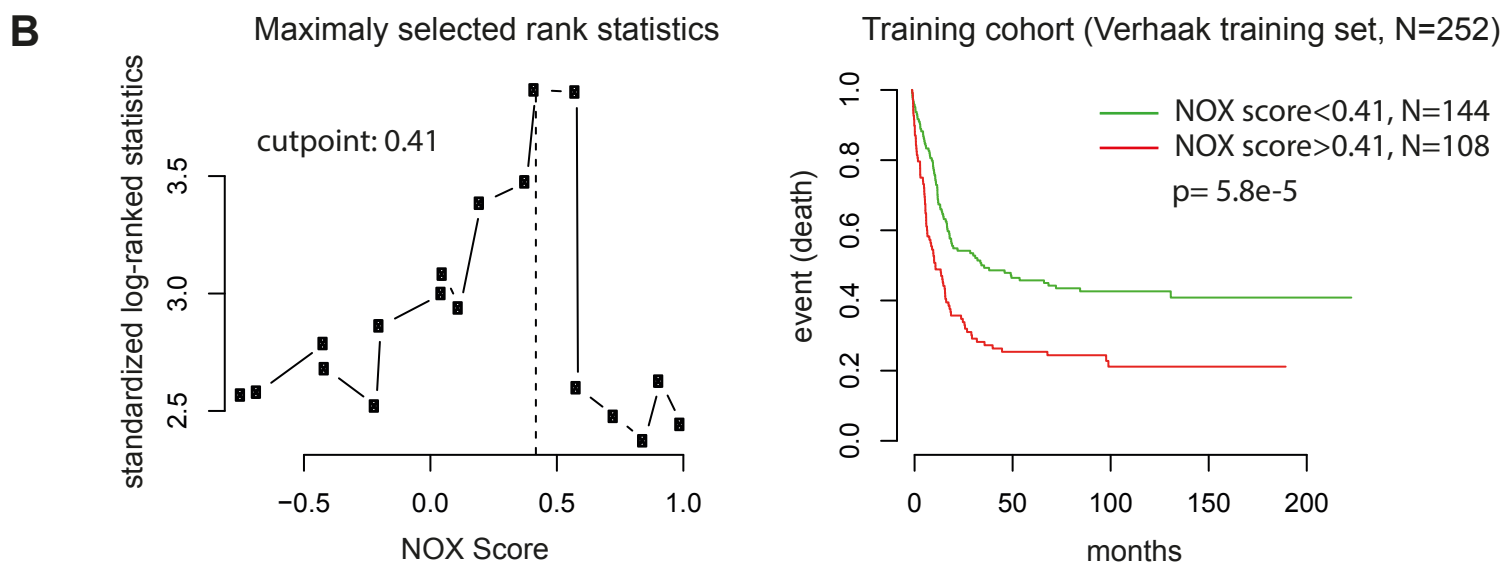 B
Maximaly selected rank statistics
standardized log-ranked statistics
3.5
3.0
2.5
cutpoint: 0.41
−0.5 0.0 0.5 1.0
NOX Score
Training cohort (Verhaak training set, N=252)
event (death)
1.0
0.8
0.6
0.4
0.2
0.0
NOX score<0.41, N=144
NOX score>0.41, N=108
p= 5.8e-5
0 50 100 150 200
months